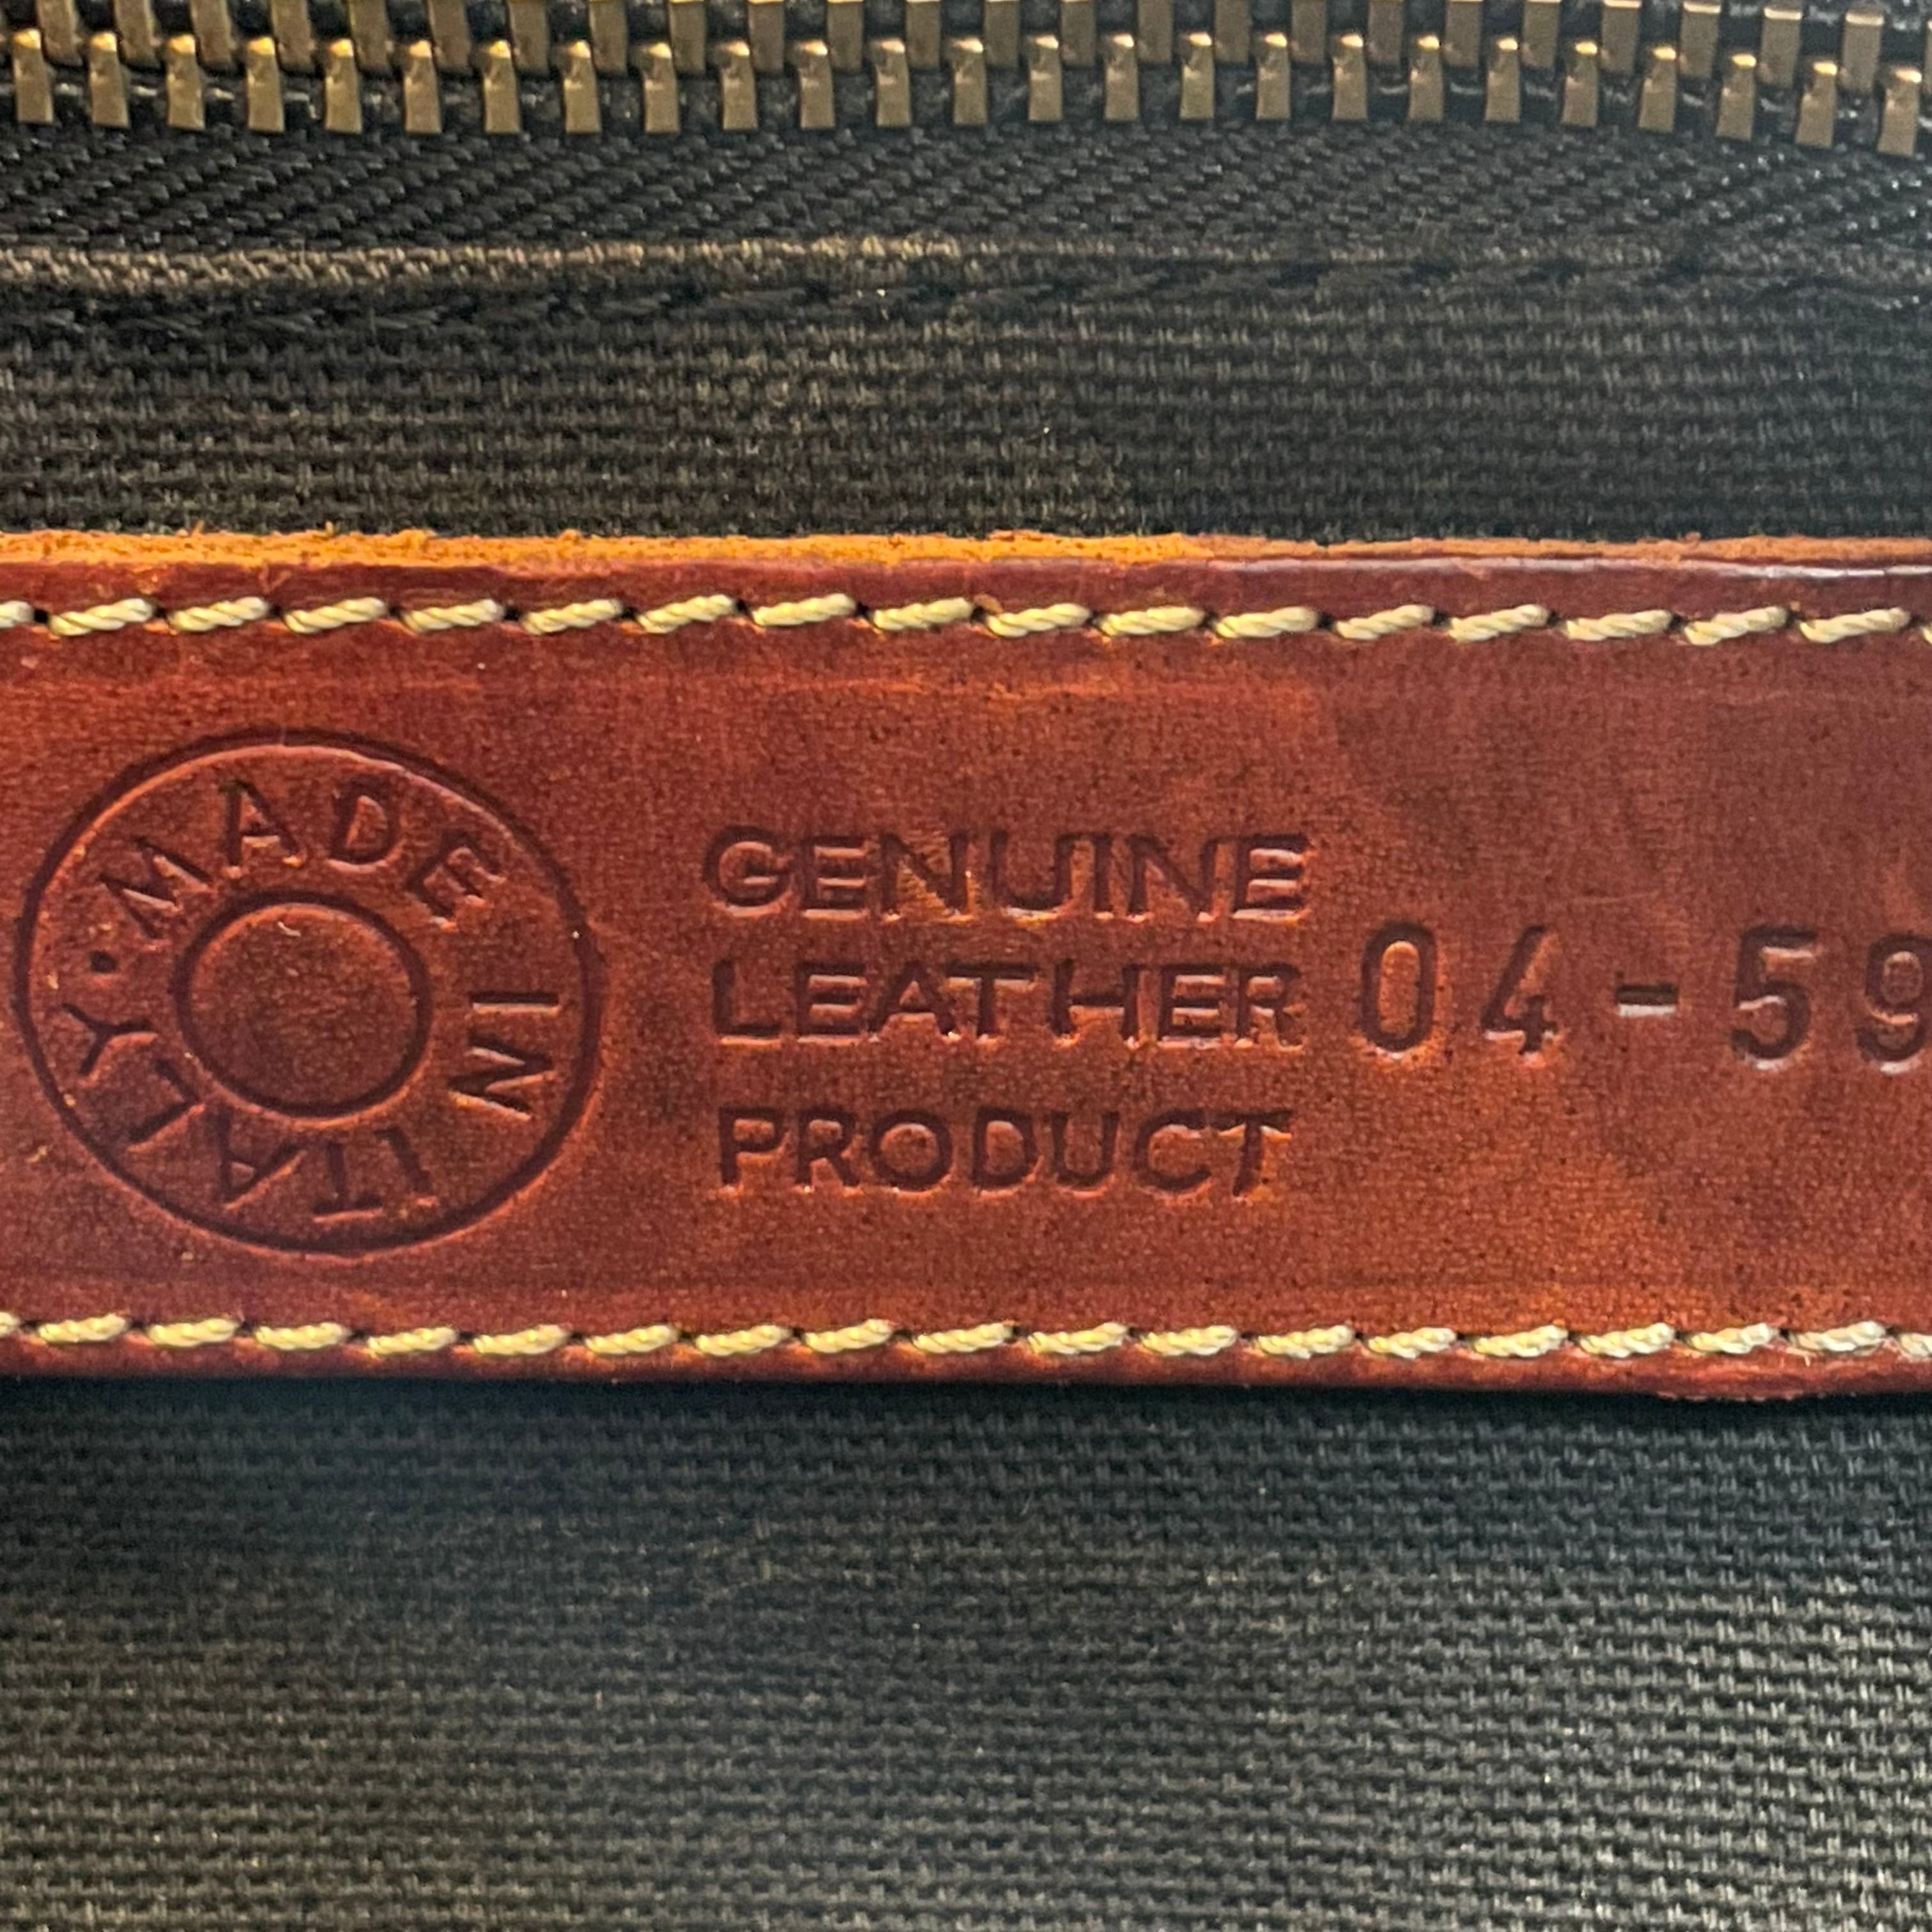 MADE IN ITALY·
GENUINE
LEATHER
PRODUCT
04-59